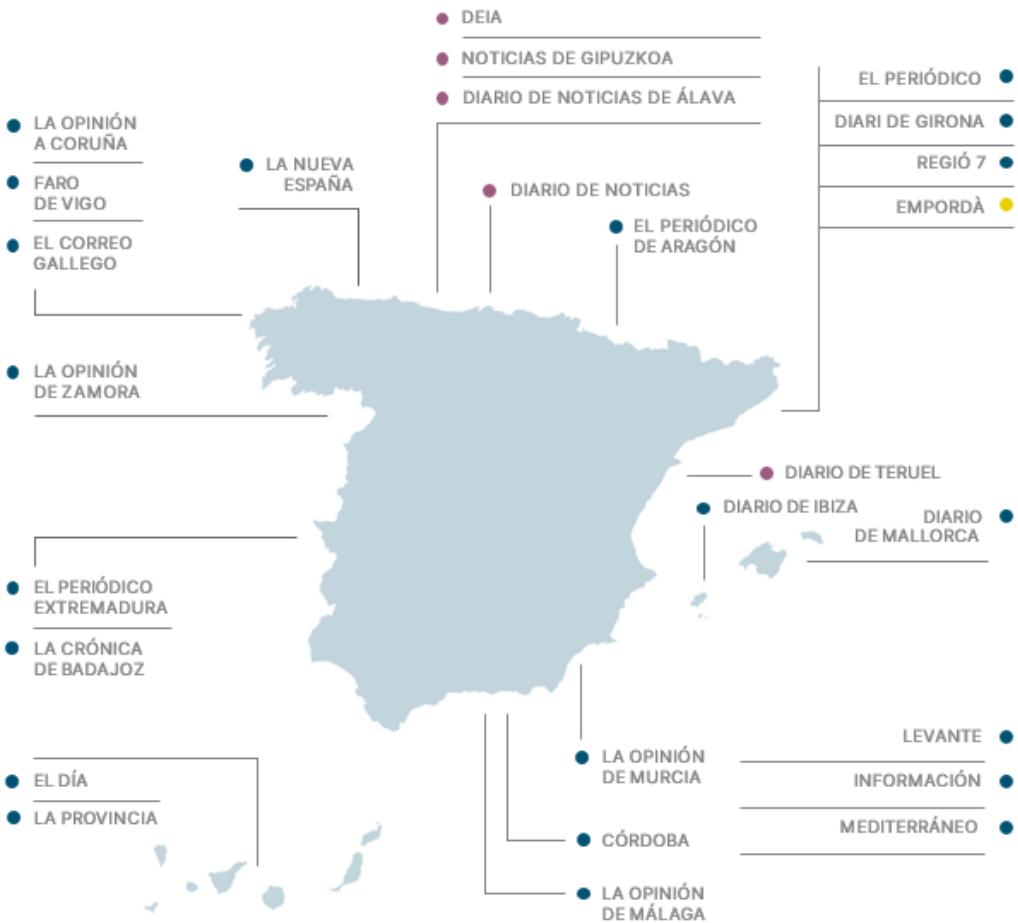 DEIA
NOTICIAS DE GIPUZKOA
DIARIO DE NOTICIAS DE ÁLAVA
EL PERIÓDICO
DIARI DE GIRONA
REGIÓ 7
EMPORDÀ
LA OPINIÓN
A CORUÑA
FARO
DE VIGO
EL CORREO
GALLEGO
LA NUEVA
ESPAÑA
DIARIO DE NOTICIAS
EL PERIÓDICO
DE ARAGÓN
LA OPINIÓN
DE ZAMORA
DIARIO DE TERUEL
DIARIO DE IBIZA
DIARIO
DE MALLORCA
EL PERIÓDICO
EXTREMADURA
LA CRÓNICA
DE BADAJOZ
EL DÍA
LA PROVINCIA
LA OPINIÓN
DE MURCIA
CÓRDOBA
LA OPINIÓN
DE MÁLAGA
LEVANTE
INFORMACIÓN
MEDITERRÁNEO